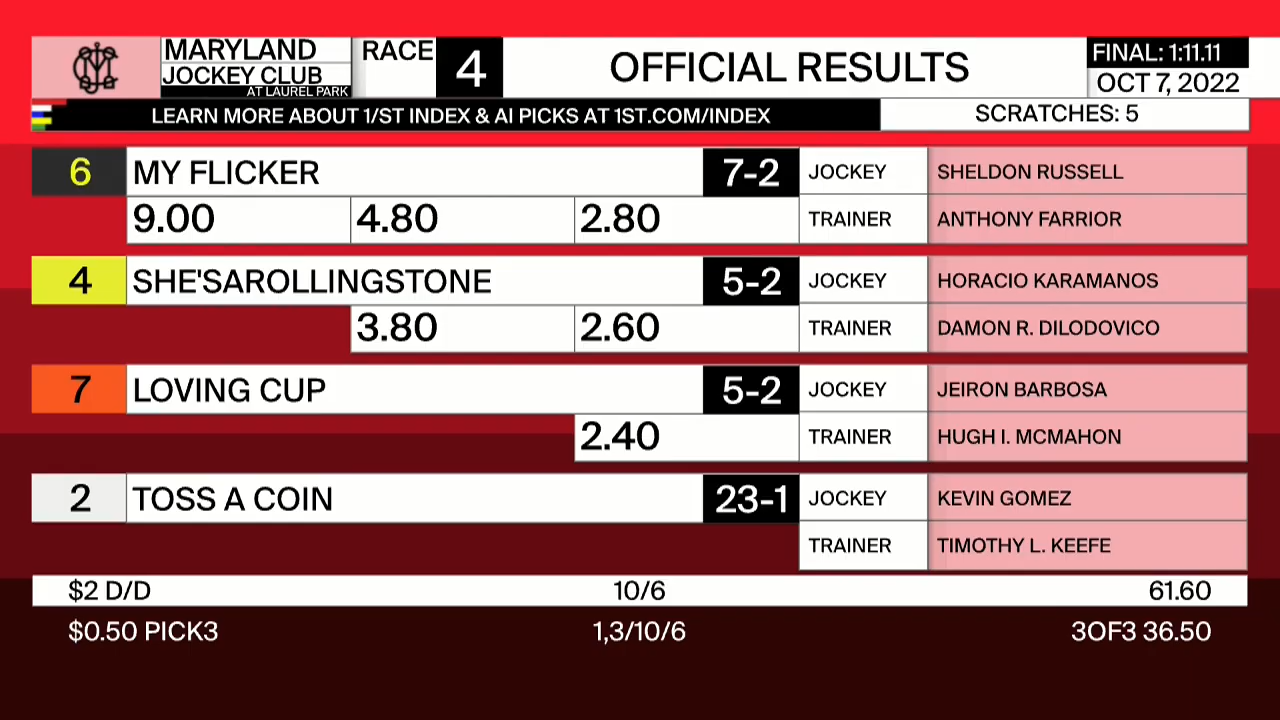 MARYLAND
JOCKEY CLUB
AT LAUREL PARK
RACE 4
OFFICIAL RESULTS
FINAL: 1:11.11
OCT 7, 2022
LEARN MORE ABOUT 1/ST INDEX & AI PICKS AT 1ST.COM/INDEX
SCRATCHES: 5
6 MY FLICKER 7-2 JOCKEY SHELDON RUSSELL
9.00 4.80 2.80 TRAINER ANTHONY FARRIOR
4 SHE'SAROLLINGSTONE 5-2 JOCKEY HORACIO KARAMANOS
3.80 2.60 TRAINER DAMON R. DILODOVICO
7 LOVING CUP 5-2 JOCKEY JEIRON BARBOSA
2.40 TRAINER HUGH I. MCMAHON
2 TOSS A COIN 23-1 JOCKEY KEVIN GOMEZ
TRAINER TIMOTHY L. KEEFE
$2 D/D 10/6 61.60
$0.50 PICK3 1,3/10/6 3OF3 36.50